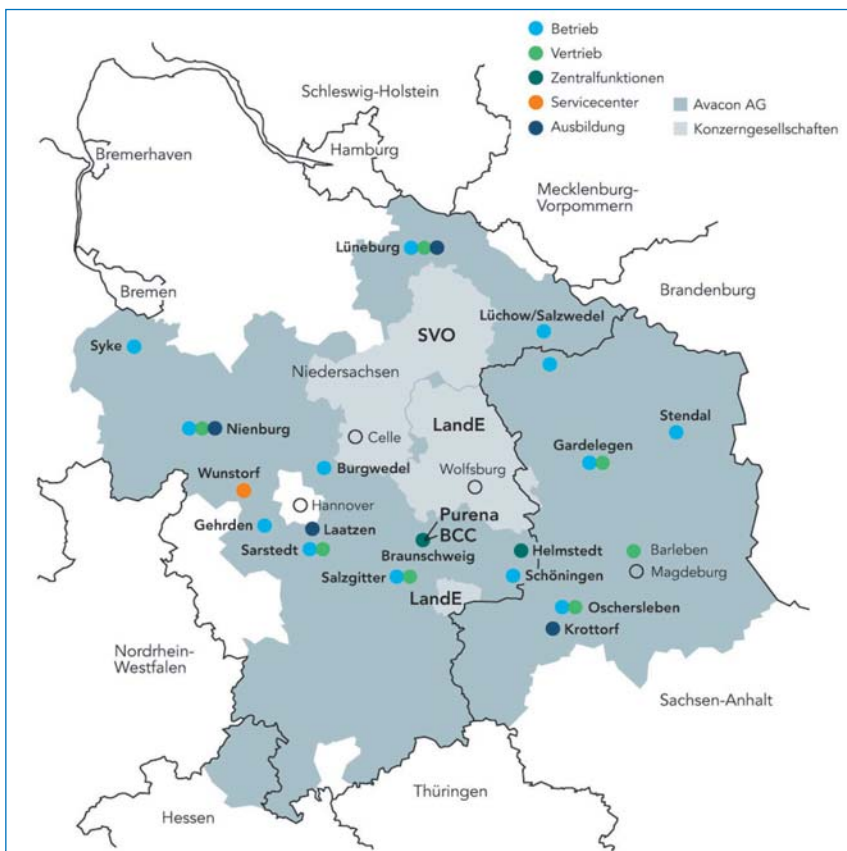 Betrieb
Vertrieb
Zentralfunktionen
Servicecenter
Ausbildung
Avacon AG
Konzerngesellschaften
Schleswig-Holstein
Hamburg
Bremerhaven
Mecklenburg-
Vorpommern
Lüneburg
Bremen
Brandenburg
Lüchow/Salzwedel
SVO
Syke
Niedersachsen
LandE
Stendal
Nienburg
Celle
Gardelegen
Wunstorf
Burgwedel
Wolfsburg
Hannover
Purena
Gehrden
Laatzen
BCC
Sarstedt
Braunschweig
Helmstedt
Barleben
Salzgitter
Schöningen
Magdeburg
LandE
Oschersleben
Krottorf
Nordrhein-
Westfalen
Sachsen-Anhalt
Thüringen
Hessen